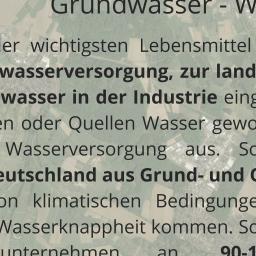 Grundwasser - W
der wichtigsten Lebensmittel
wasserversorgung, zur land
wasser in der Industrie eing
en oder Quellen Wasser gewo
Wasserversorgung aus. So
eutschland aus Grund- und
on klimatischen Bedingunge
Wasserknappheit kommen. So
unternehmen an 90-1